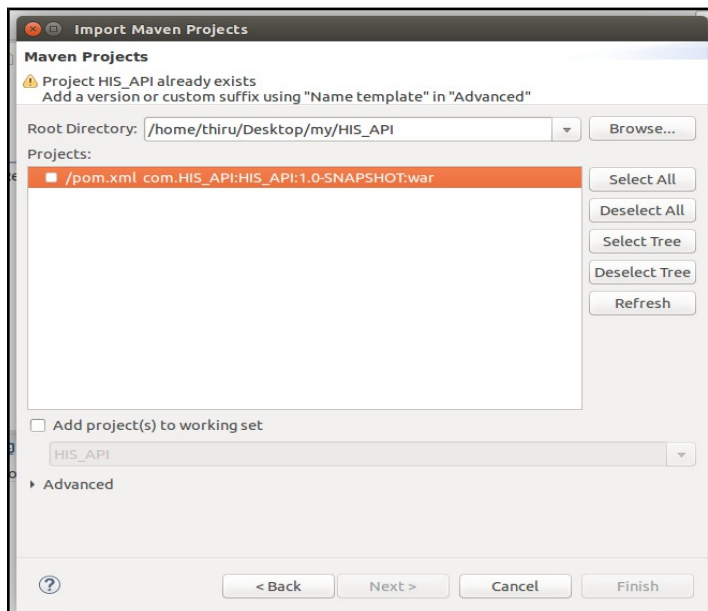 Import Maven Projects
Maven Projects
Project HIS_API already exists
Add a version or custom suffix using "Name template" in "Advanced"
Root Directory: /home/thiru/Desktop/my/HIS_API Browse...
Projects:
/pom.xml com.HIS_API:HIS_API:1.0-SNAPSHOT:war
Select All
Deselect All
Select Tree
Deselect Tree
Refresh
Add project(s) to working set
HIS_API
Advanced
? < Back Next > Cancel Finish